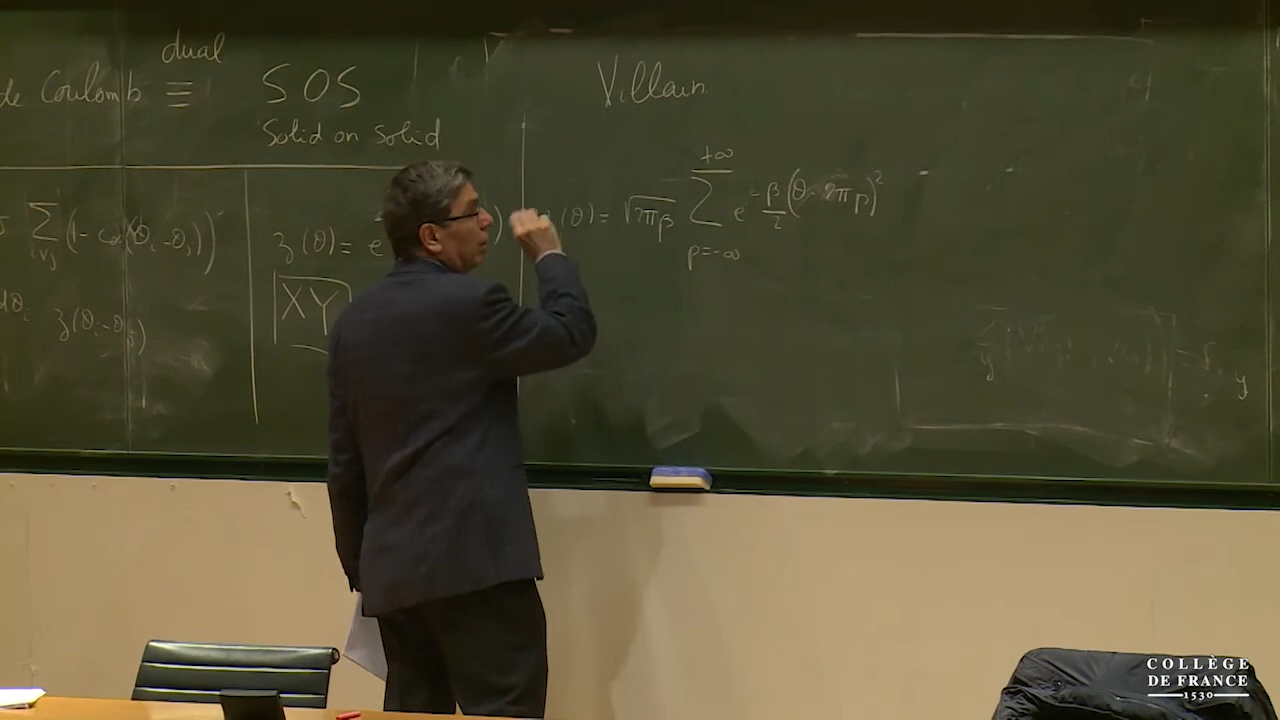 de Coulomb ≡ SOS
dual
Solid on Solid
Villain
∑ (1 - cos(θi - θj))
i,j
dθi ʒ(θi - θj)
ʒ(θ) = e
XY
(θ) = √2πβ ∑ e^{-β/2 (θ - 2πp)²}
+∞
p=-∞
COLLÈGE
DE FRANCE
1530